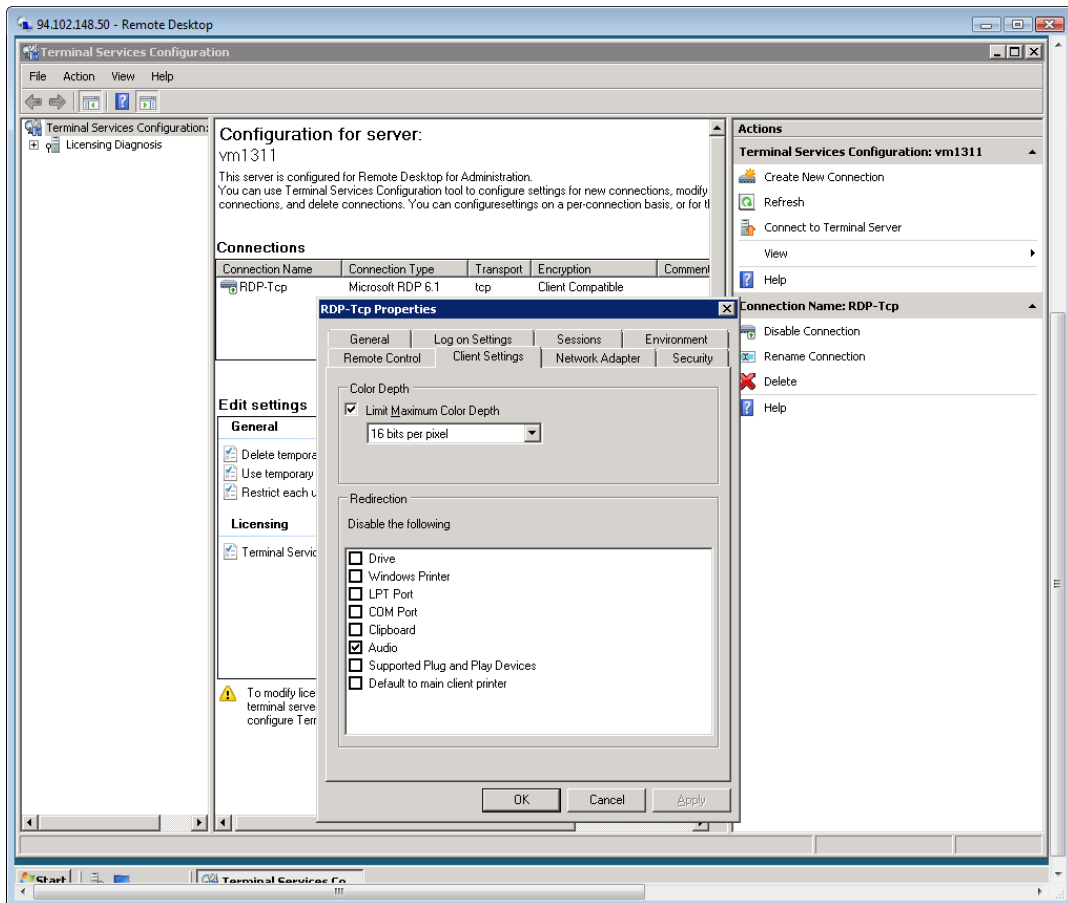 94.102.148.50 - Remote Desktop
Terminal Services Configuration
File Action View Help
Terminal Services Configuration:
Licensing Diagnosis
Configuration for server:
vm1311
This server is configured for Remote Desktop for Administration.
You can use Terminal Services Configuration tool to configure settings for new connections, modify
connections, and delete connections. You can configuresettings on a per-connection basis, or for th
Connections
Connection Name Connection Type Transport Encryption Comment
RDP-Tcp Microsoft RDP 6.1 tcp Client Compatible
Edit settings
General
Delete tempora
Use temporary
Restrict each u
Licensing
Terminal Servic
To modify lice
terminal serve
configure Terr
RDP-Tcp Properties
General Log on Settings Sessions Environment
Remote Control Client Settings Network Adapter Security
Color Depth
Limit Maximum Color Depth
16 bits per pixel
Redirection
Disable the following
Drive
Windows Printer
LPT Port
COM Port
Clipboard
Audio
Supported Plug and Play Devices
Default to main client printer
OK Cancel Apply
Actions
Terminal Services Configuration: vm1311
Create New Connection
Refresh
Connect to Terminal Server
View
Help
Connection Name: RDP-Tcp
Disable Connection
Rename Connection
Delete
Help
Start Terminal Services Co